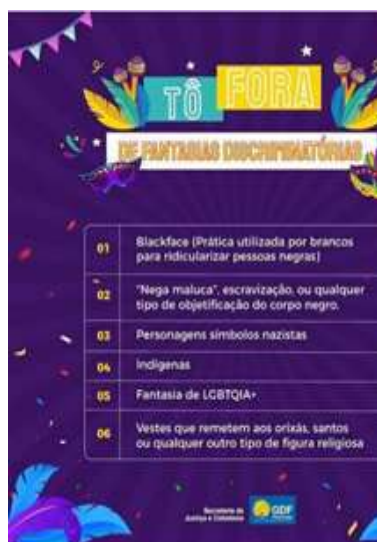 TÔ FORA
DE FANTASIAS DISCRIMINATÓRIAS
01 Blackface (Prática utilizada por brancos
para ridicularizar pessoas negras)
02 "Nega maluca", escravização, ou qualquer
tipo de objetificação do corpo negro.
03 Personagens símbolos nazistas
04 Indígenas
05 Fantasia de LGBTQIA+
06 Vestes que remetem aos orixás, santos
ou qualquer outro tipo de figura religiosa
Secretaria de
Justiça e Cidadania
GDF